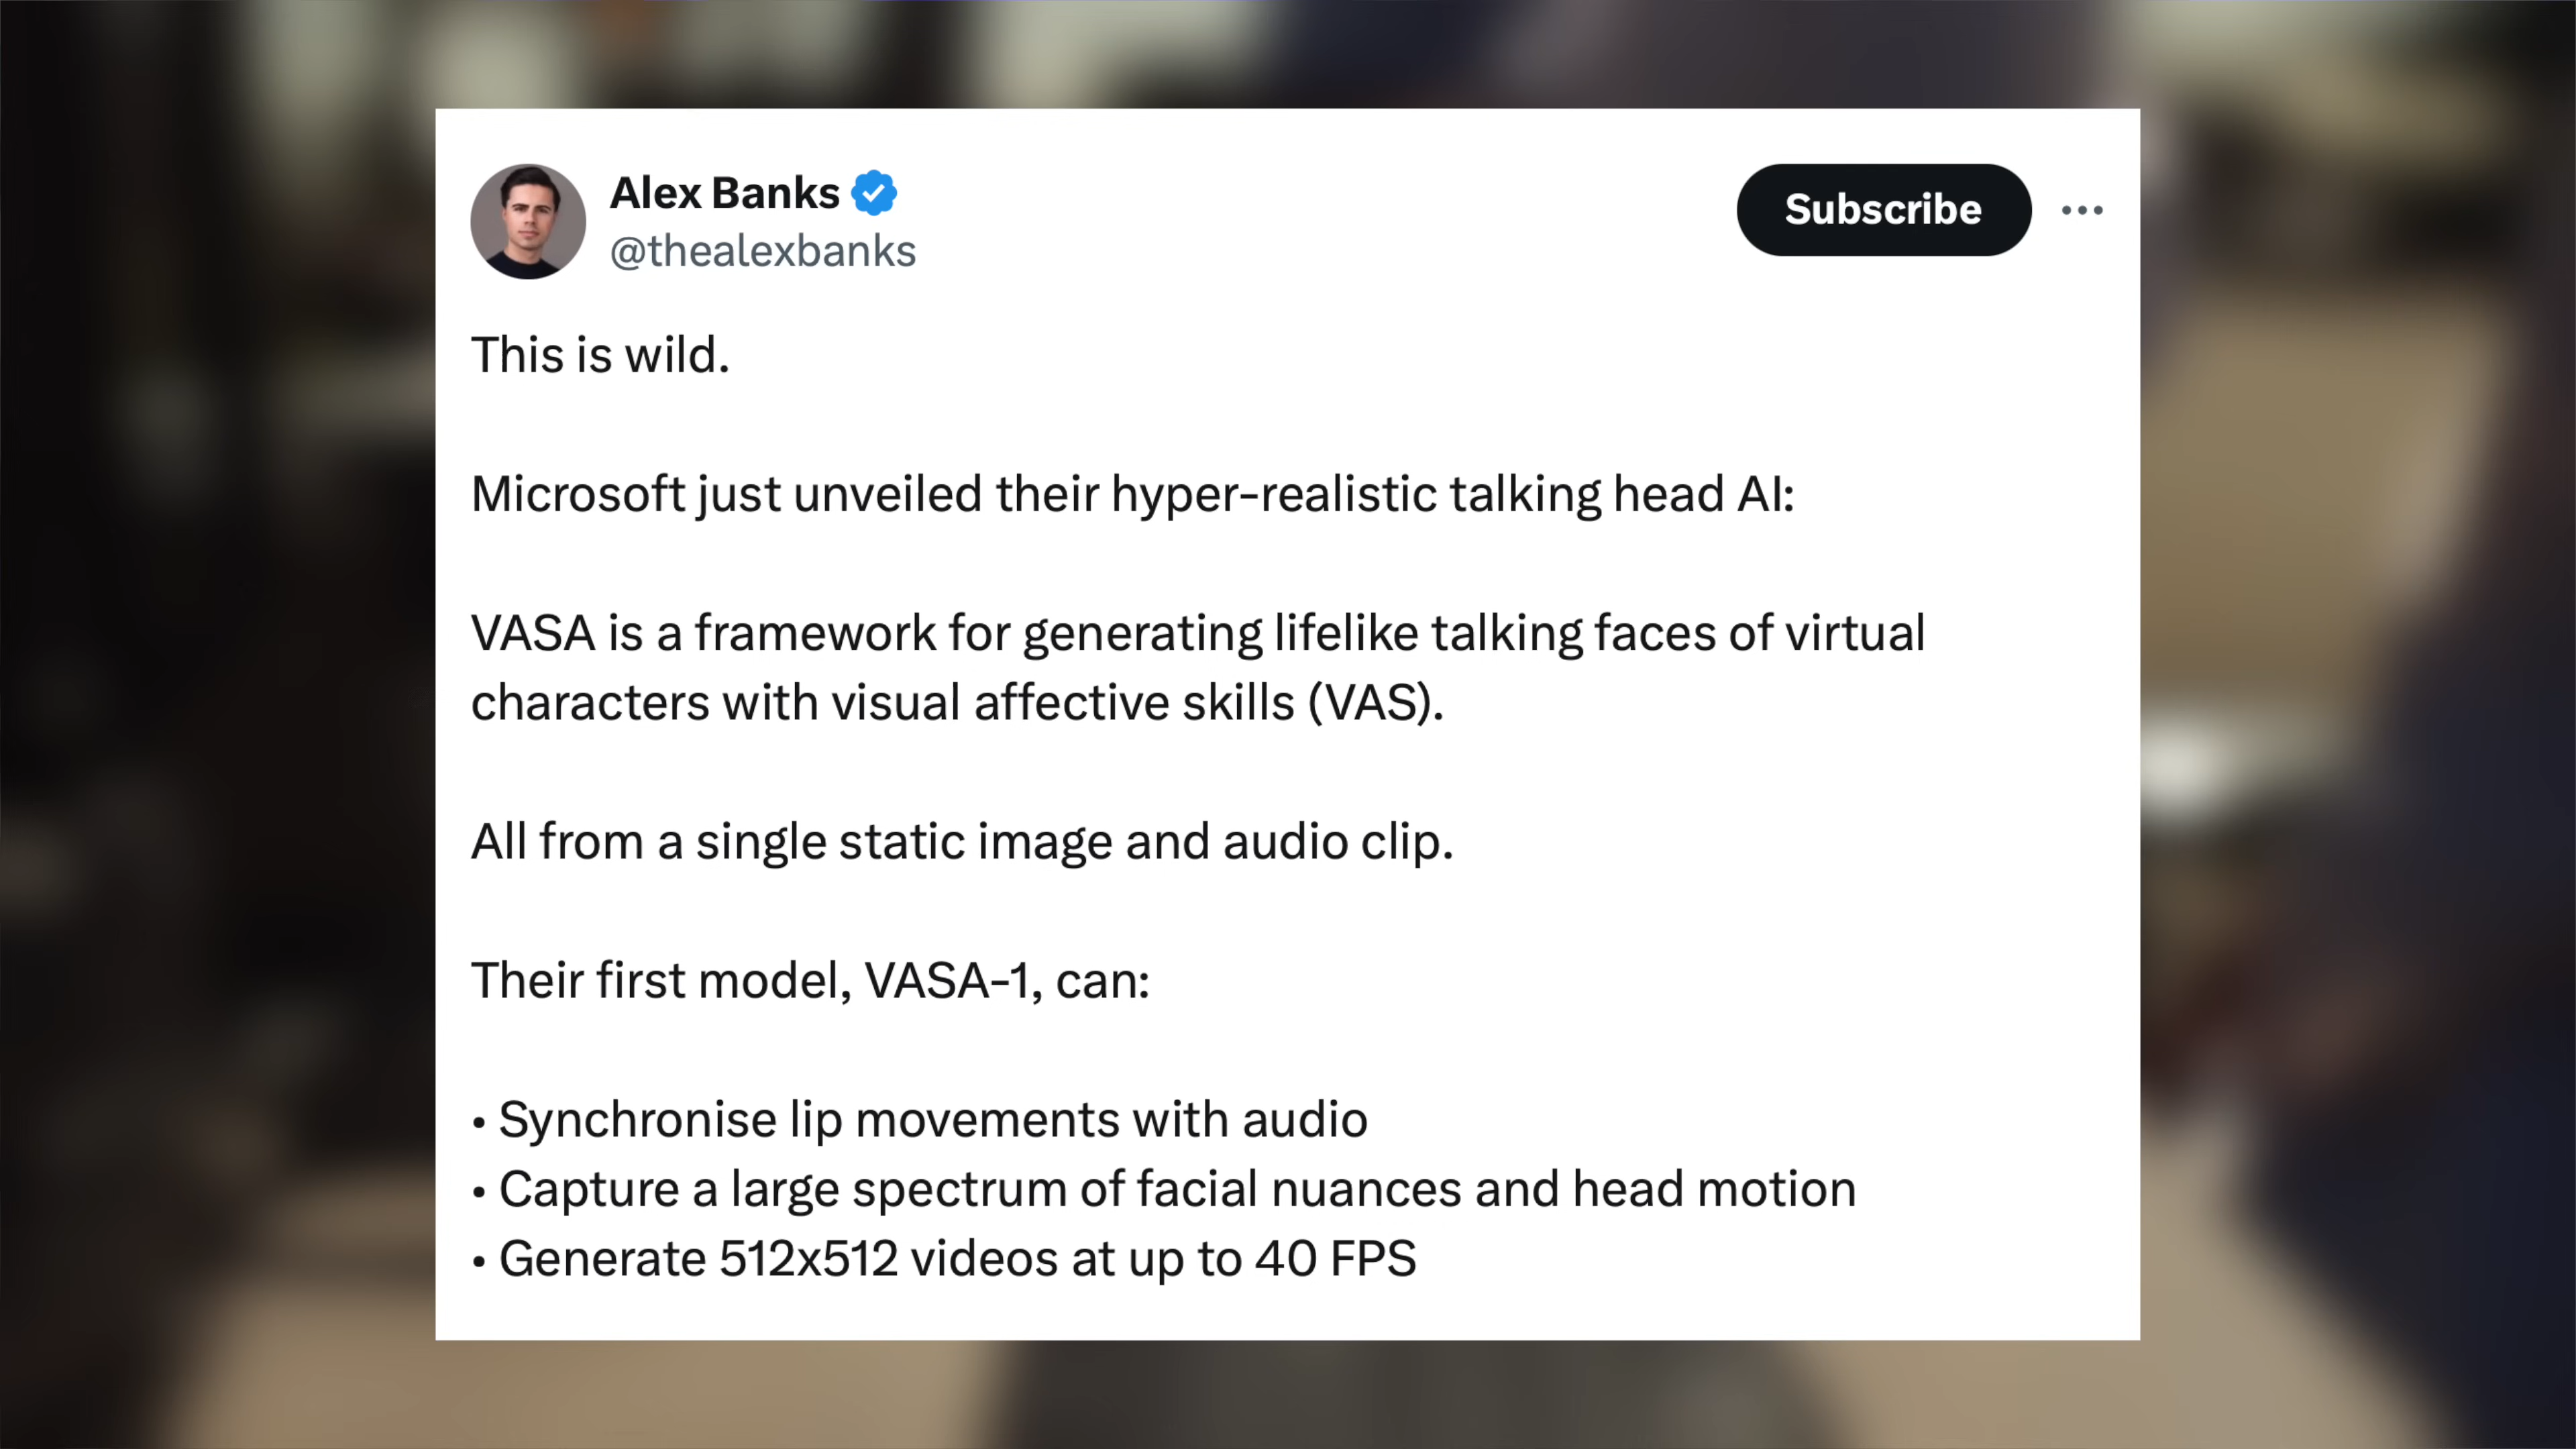 Alex Banks
@thealexbanks
Subscribe
This is wild.
Microsoft just unveiled their hyper-realistic talking head AI:
VASA is a framework for generating lifelike talking faces of virtual
characters with visual affective skills (VAS).
All from a single static image and audio clip.
Their first model, VASA-1, can:
• Synchronise lip movements with audio
• Capture a large spectrum of facial nuances and head motion
• Generate 512x512 videos at up to 40 FPS